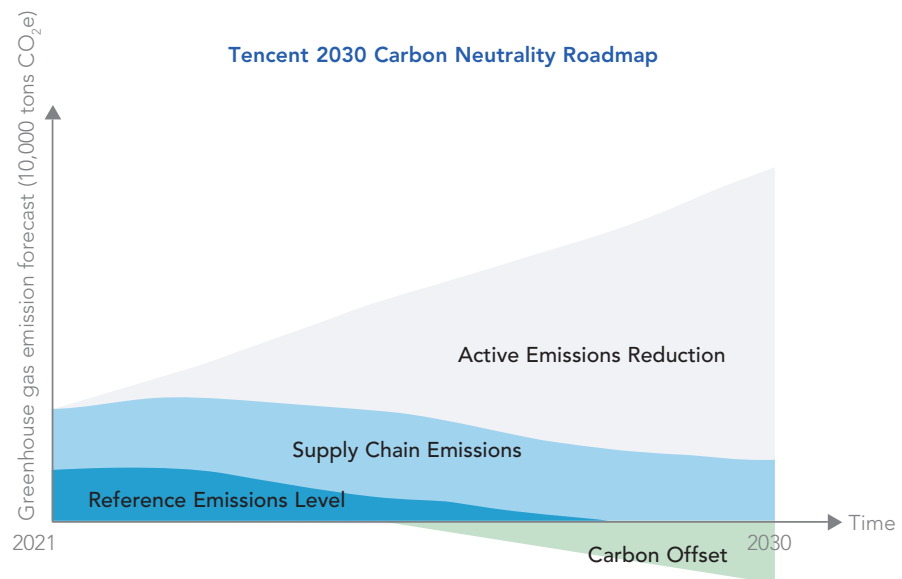 Tencent 2030 Carbon Neutrality Roadmap
Greenhouse gas emission forecast (10,000 tons CO₂e)
Active Emissions Reduction
Supply Chain Emissions
Reference Emissions Level
Time
2021
2030
Carbon Offset